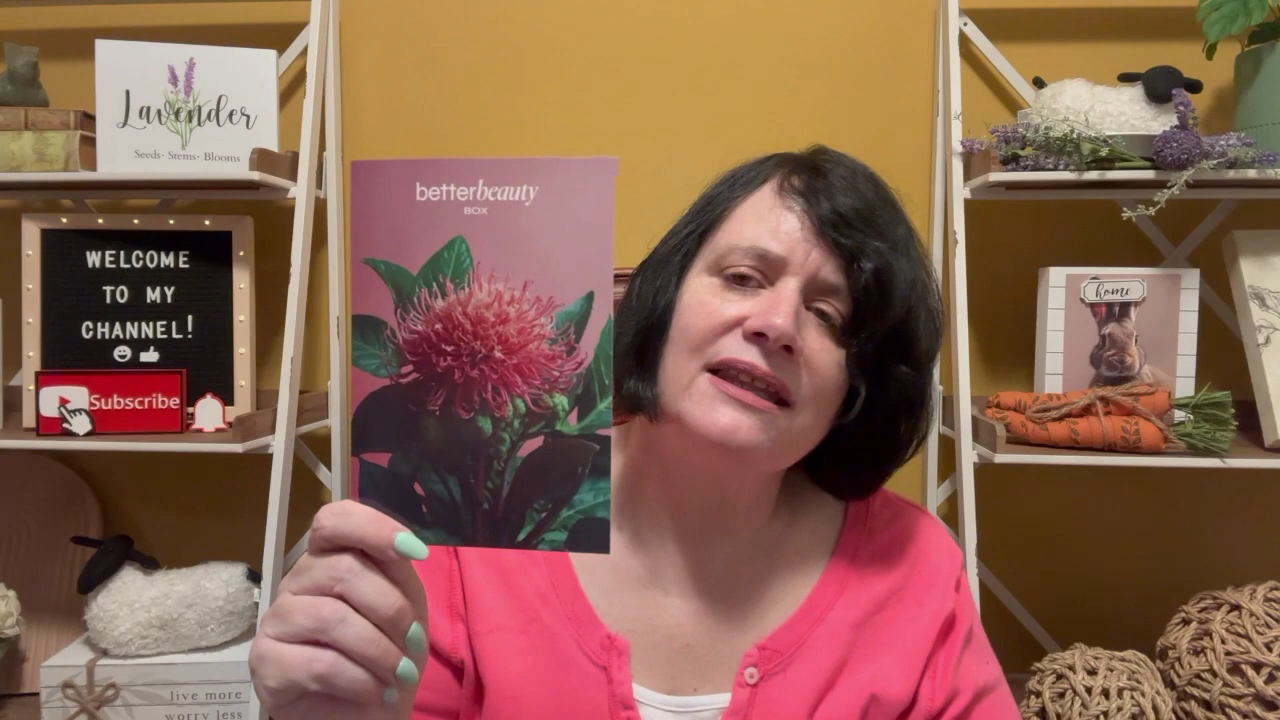 Lavender
Seeds · Stems · Blooms
WELCOME
TO MY
CHANNEL!
Subscribe
live more
worry less
betterbeauty
BOX
home